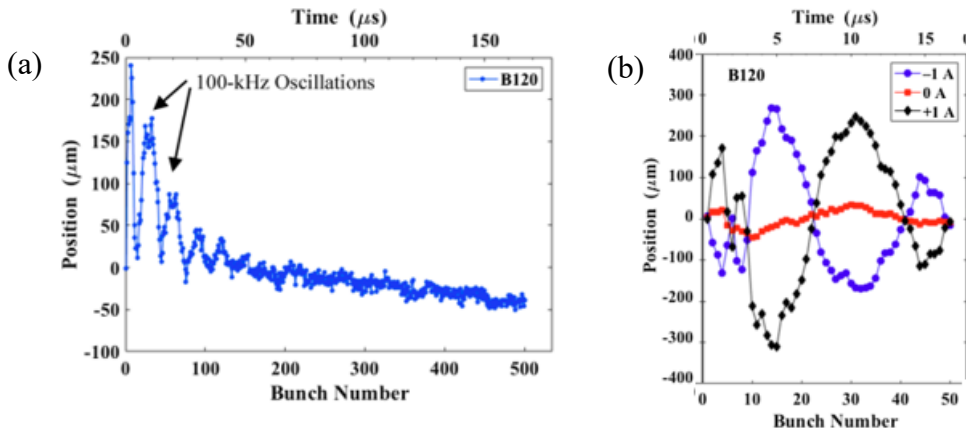 (a)
Time (μs)
0 50 100 150
250
200
150
100
50
0
-50
-100
Position (μm)
100-kHz Oscillations
B120
0 100 200 300 400 500
Bunch Number
(b)
Time (μs)
0 5 10 15
400
300
200
100
0
-100
-200
-300
-400
Position (μm)
B120
–1 A
0 A
+1 A
0 10 20 30 40 50
Bunch Number